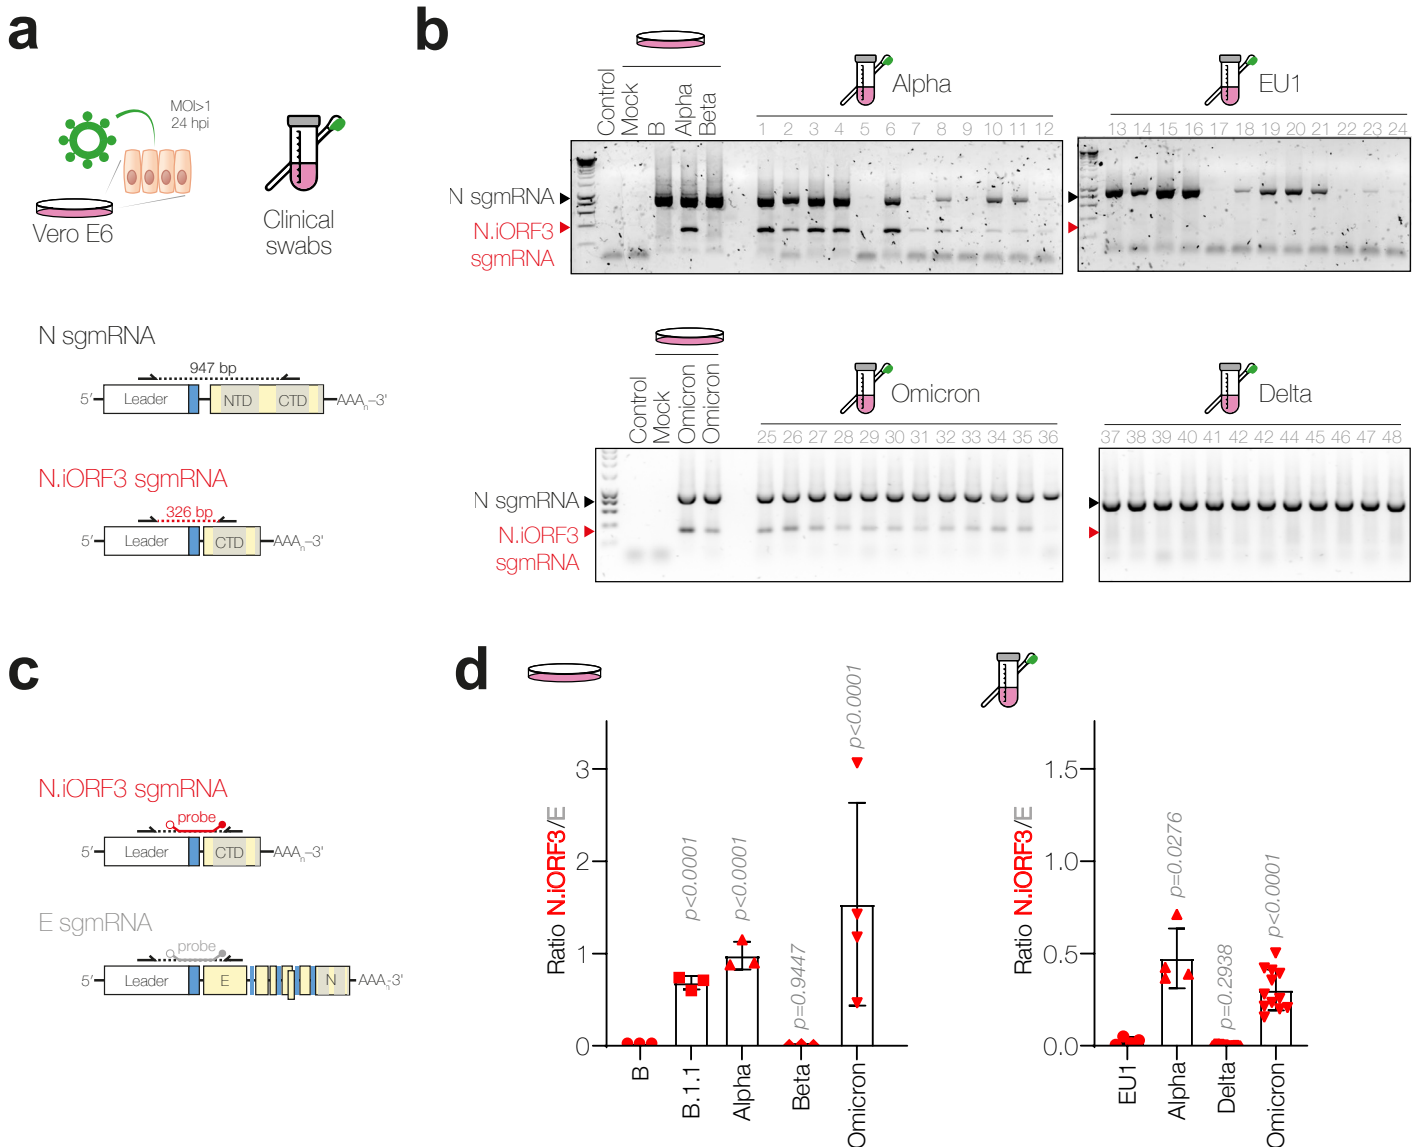 a
MOI>1
24 hpi
Vero E6
Clinical
swabs
N sgmRNA
947 bp
5′ Leader NTD CTD AAAn–3'
N.iORF3 sgmRNA
326 bp
5′ Leader CTD AAAn–3'
b
Control
Mock
B
Alpha
Beta
Alpha
1 2 3 4 5 6 7 8 9 10 11 12
EU1
13 14 15 16 17 18 19 20 21 22 23 24
N sgmRNA
N.iORF3
sgmRNA
Control
Mock
Omicron
Omicron
Omicron
25 26 27 28 29 30 31 32 33 34 35 36
Delta
37 38 39 40 41 42 42 44 45 46 47 48
N sgmRNA
N.iORF3
sgmRNA
c
N.iORF3 sgmRNA
probe
5′ Leader CTD AAAn–3'
E sgmRNA
probe
5′ Leader E N AAAn-3'
d
Ratio N.iORF3/E
3
2
1
0
p<0.0001
p<0.0001
p=0.9447
p<0.0001
B
B.1.1
Alpha
Beta
Omicron
Ratio N.iORF3/E
1.5
1.0
0.5
0.0
p=0.0276
p=0.2938
p<0.0001
EU1
Alpha
Delta
Omicron